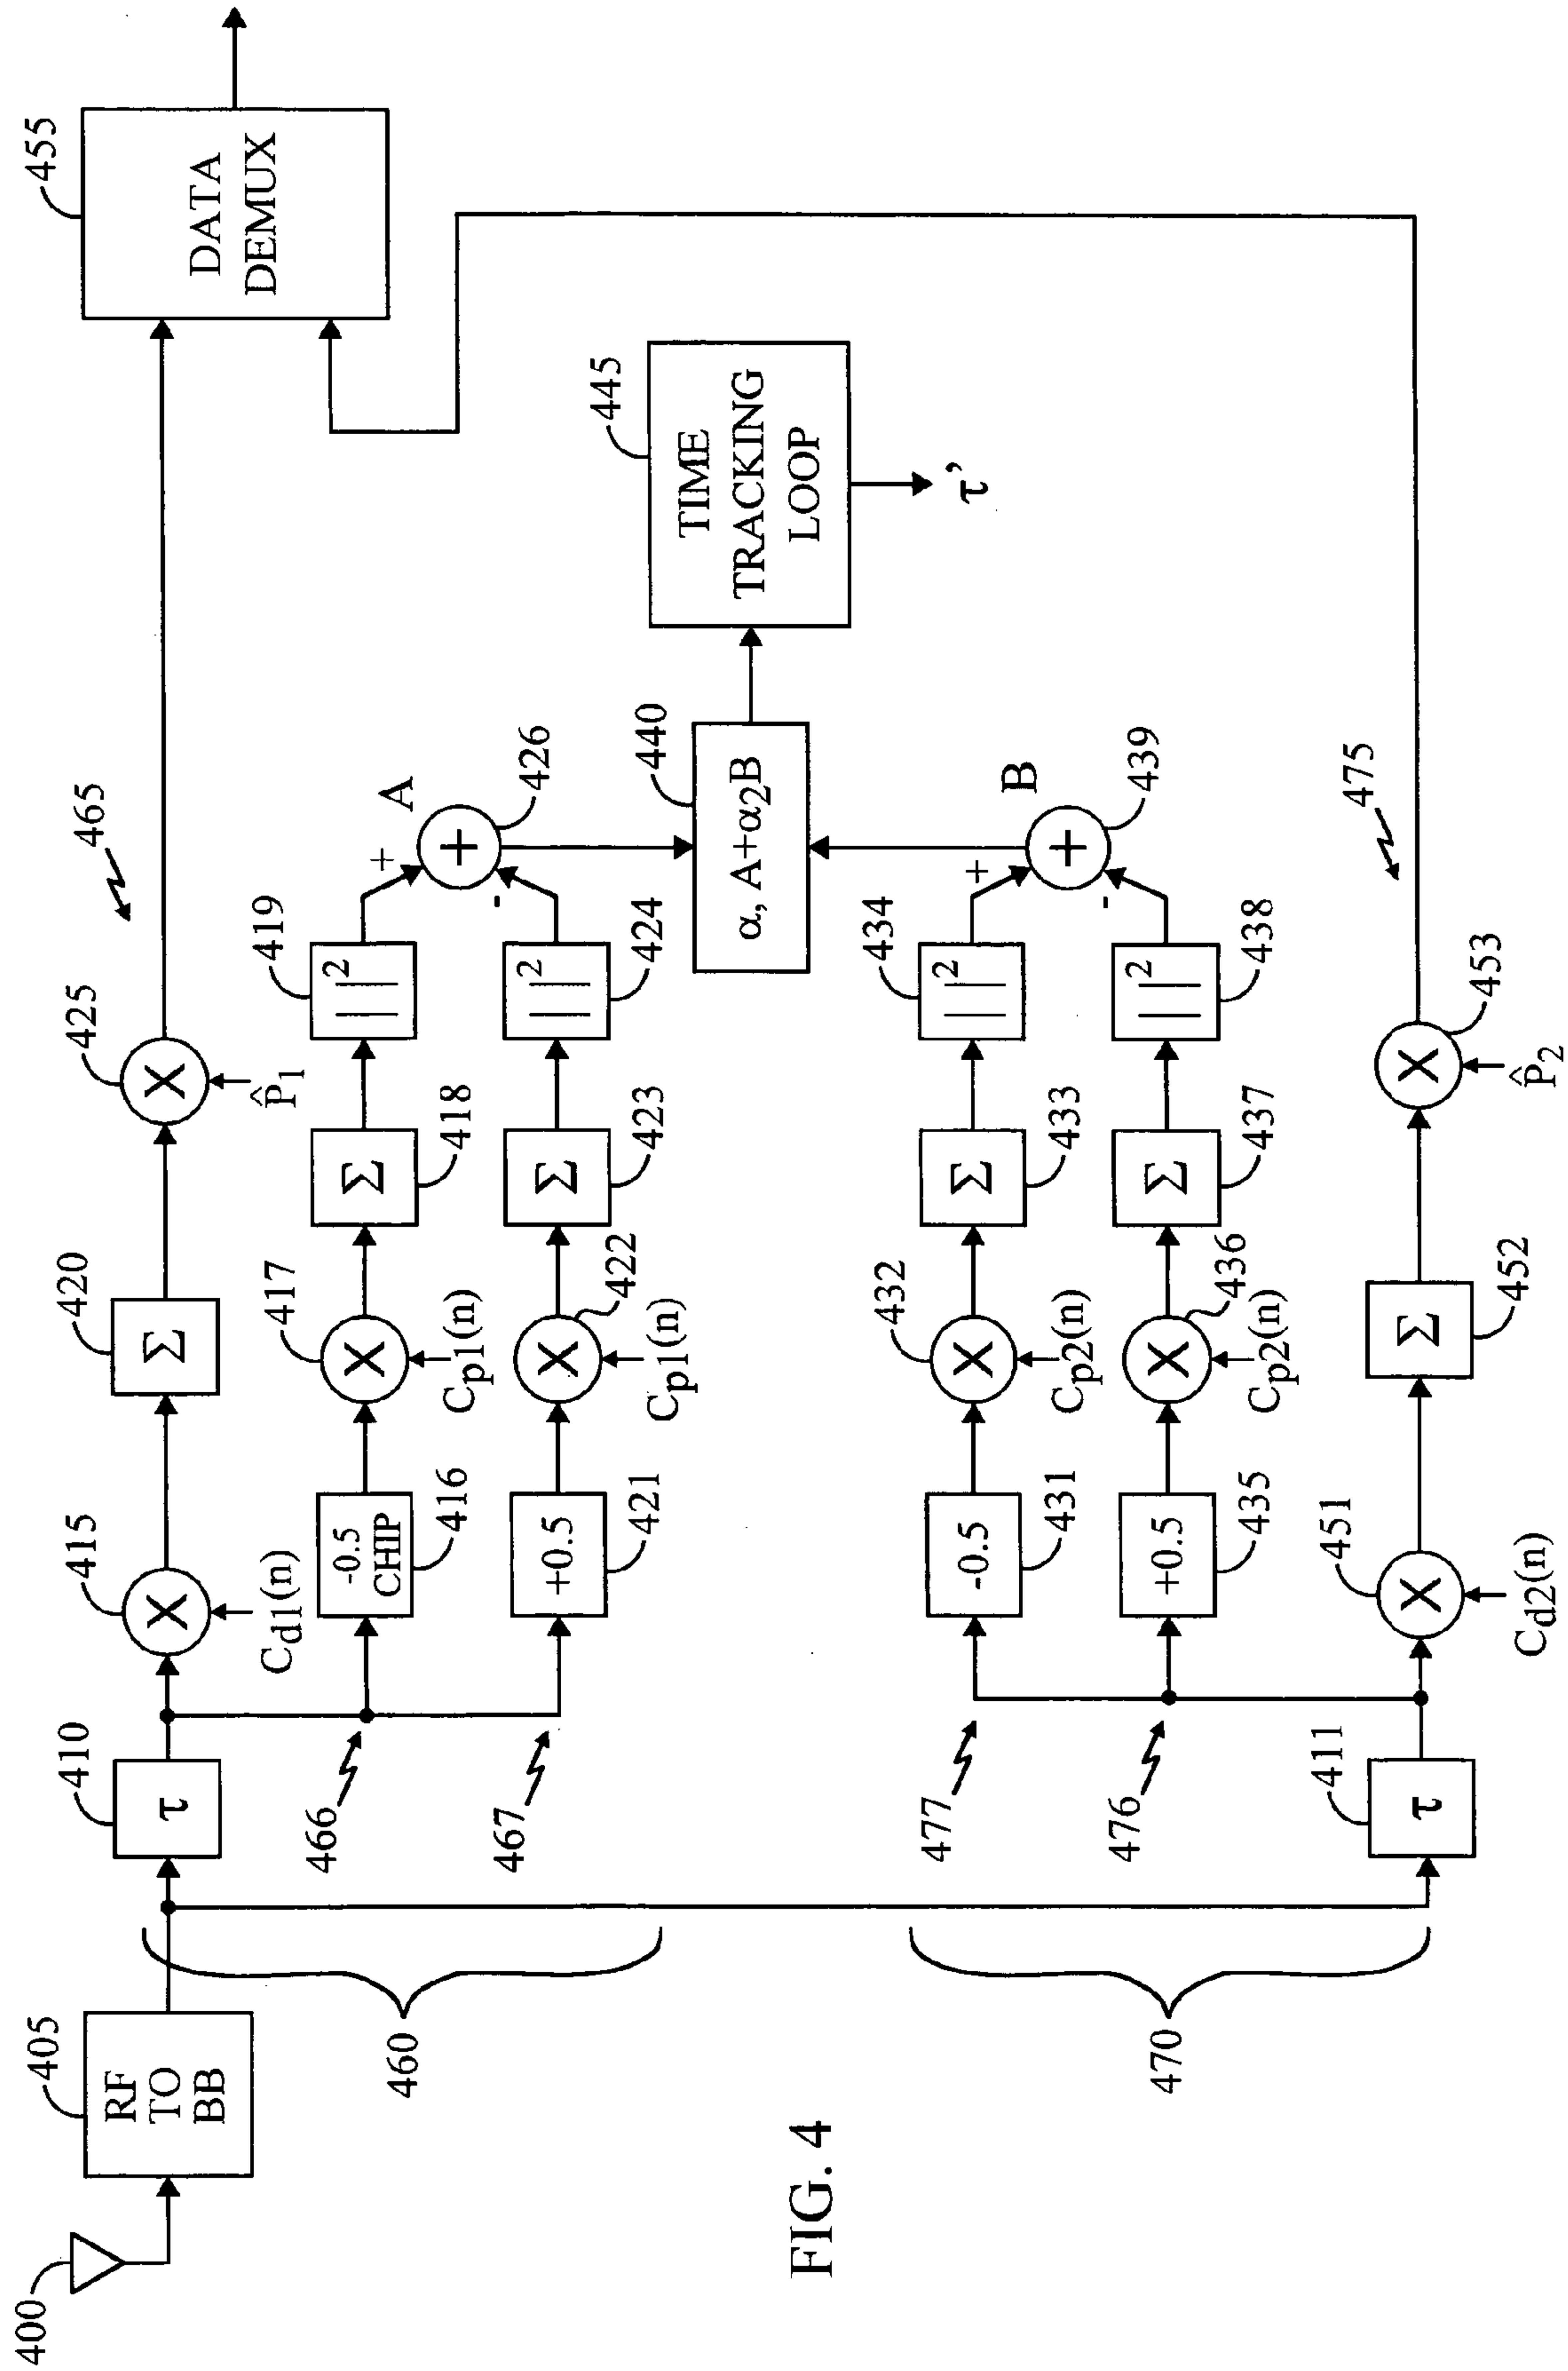 400
405
RF
TO
BB
410
τ
415
X
Cd1(n)
420
Σ
425
X
P̂1
465
455
DATA
DEMUX
466
-0.5
CHIP
416
417
X
Cp1(n)
Σ
418
419
| |2
+
A
+
426
467
+0.5
421
422
X
Cp1(n)
Σ
423
| |2
424
-
460
440
α, A+α2B
445
TIME
TRACKING
LOOP
τ'
477
-0.5
431
432
X
Cp2(n)
Σ
433
434
| |2
+
B
+
439
476
+0.5
435
436
X
Cp2(n)
Σ
437
| |2
438
-
470
411
τ
451
X
Cd2(n)
Σ
452
X
453
P̂2
475
FIG. 4